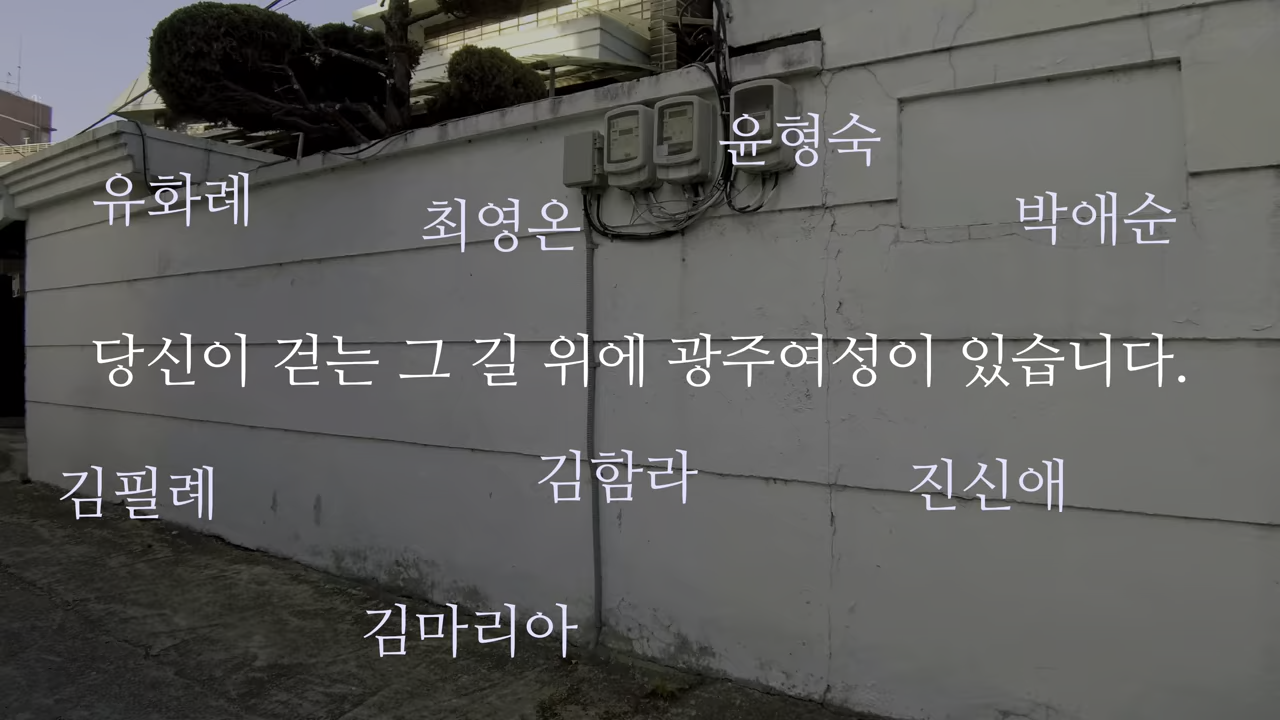 윤형숙
유화례
최영온
박애순
당신이 걷는 그 길 위에 광주여성이 있습니다.
김필례
김함라
진신애
김마리아